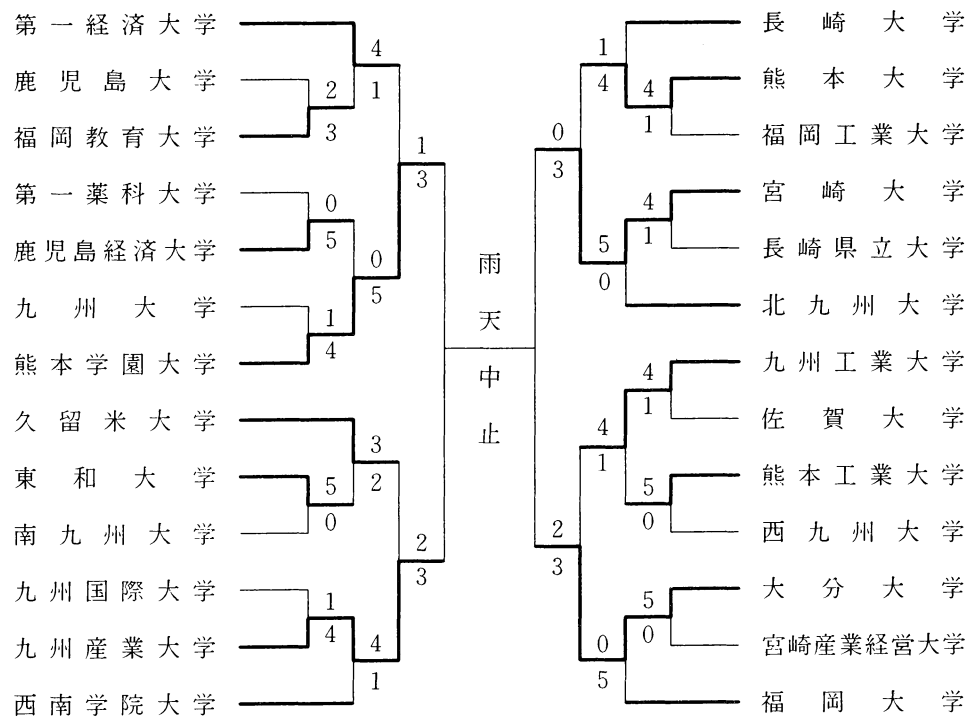 第一経済大学
鹿児島大学
福岡教育大学
第一薬科大学
鹿児島経済大学
九州大学
熊本学園大学
久留米大学
東和大学
南九州大学
九州国際大学
九州産業大学
西南学院大学
4
1
2
3
1
3
0
5
0
5
1
4
3
2
5
0
2
3
1
4
4
1
雨天中止
1
4
4
1
0
3
4
1
5
0
4
1
4
1
5
0
2
3
5
0
0
5
長崎大学
熊本大学
福岡工業大学
宮崎大学
長崎県立大学
北九州大学
九州工業大学
佐賀大学
熊本工業大学
西九州大学
大分大学
宮崎産業経営大学
福岡大学